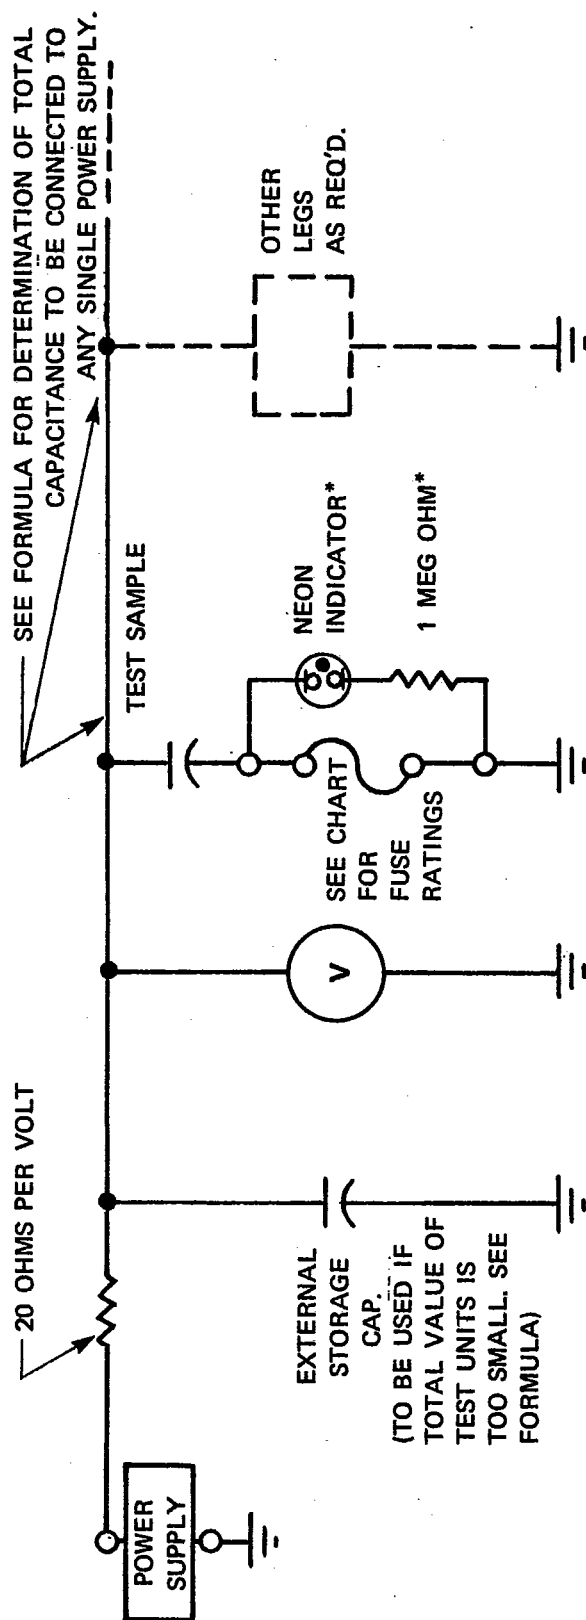 20 OHMS PER VOLT
SEE FORMULA FOR DETERMINATION OF TOTAL
CAPACITANCE TO BE CONNECTED TO
ANY SINGLE POWER SUPPLY.
TEST SAMPLE
POWER
SUPPLY
EXTERNAL
STORAGE
CAP.
(TO BE USED IF
TOTAL VALUE OF
TEST UNITS IS
TOO SMALL. SEE
FORMULA)
V
SEE CHART
FOR
FUSE
RATINGS
NEON
INDICATOR*
1 MEG OHM*
OTHER
LEGS
AS REQ'D.